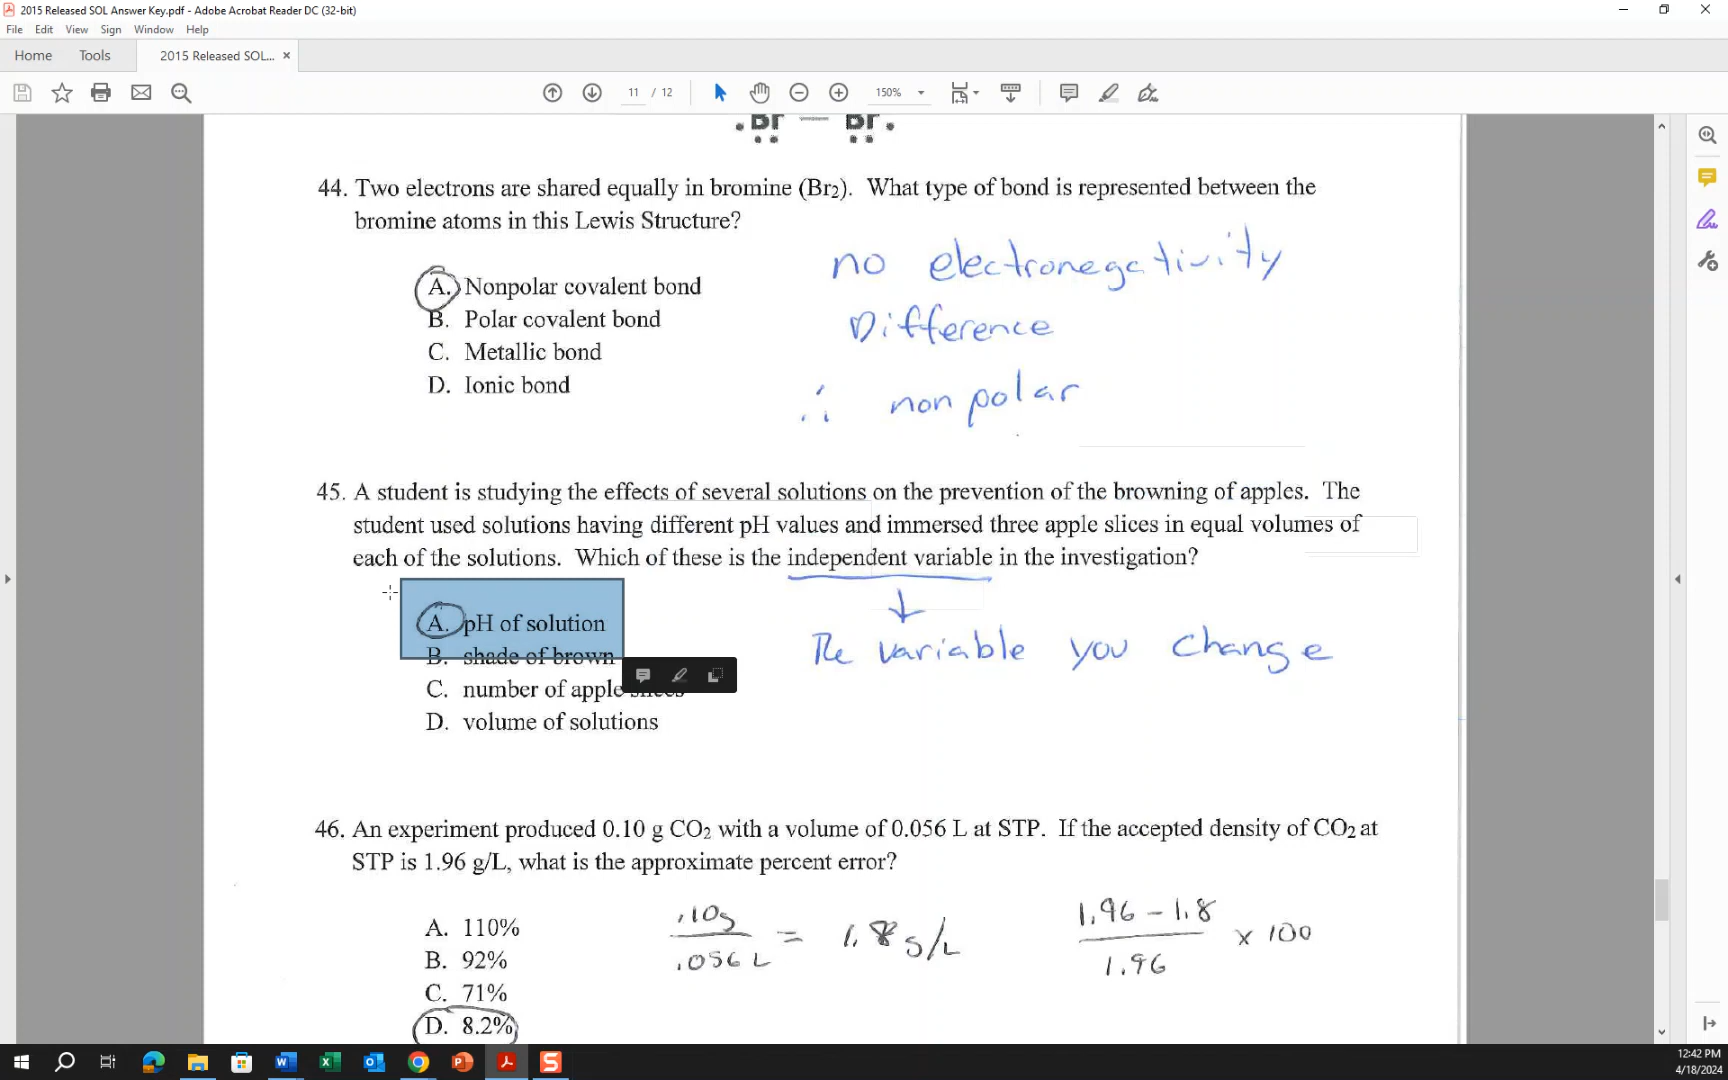 2015 Released SOL Answer Key.pdf - Adobe Acrobat Reader DC (32-bit)
File Edit View Sign Window Help
Home Tools 2015 Released SOL...
11 / 12 150%
Br — Br
44. Two electrons are shared equally in bromine (Br₂). What type of bond is represented between the
bromine atoms in this Lewis Structure?
A. Nonpolar covalent bond
B. Polar covalent bond
C. Metallic bond
D. Ionic bond
no electronegativity
Difference
∴ non polar
45. A student is studying the effects of several solutions on the prevention of the browning of apples. The
student used solutions having different pH values and immersed three apple slices in equal volumes of
each of the solutions. Which of these is the independent variable in the investigation?
A. pH of solution
B. shade of brown
C. number of apple slices
D. volume of solutions
↓
The variable you change
46. An experiment produced 0.10 g CO₂ with a volume of 0.056 L at STP. If the accepted density of CO₂ at
STP is 1.96 g/L, what is the approximate percent error?
A. 110%
B. 92%
C. 71%
D. 8.2%
.10g
.056 L
= 1.8 g/L
1.96 - 1.8
1.96
x 100
12:42 PM
4/18/2024